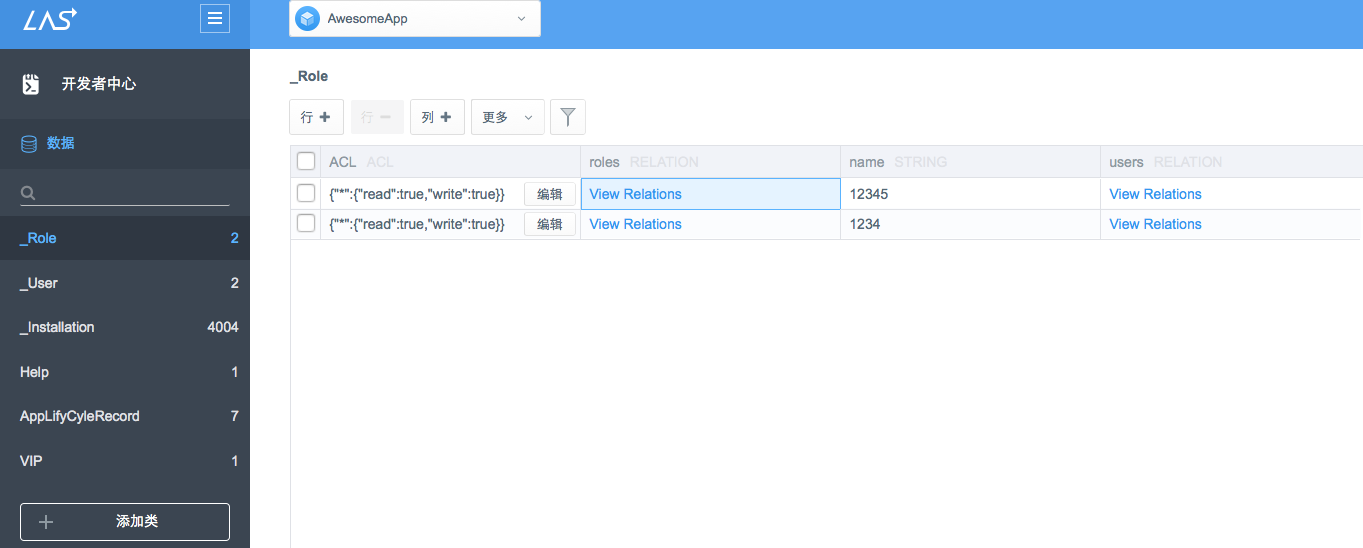 LAS
AwesomeApp
开发者中心
数据
_Role 2
_User 2
_Installation 4004
Help 1
AppLifyCyleRecord 7
VIP 1
添加类
_Role
行 行 列 更多
ACL ACL roles RELATION name STRING users RELATION
{"*":{"read":true,"write":true}} 编辑 View Relations 12345 View Relations
{"*":{"read":true,"write":true}} 编辑 View Relations 1234 View Relations